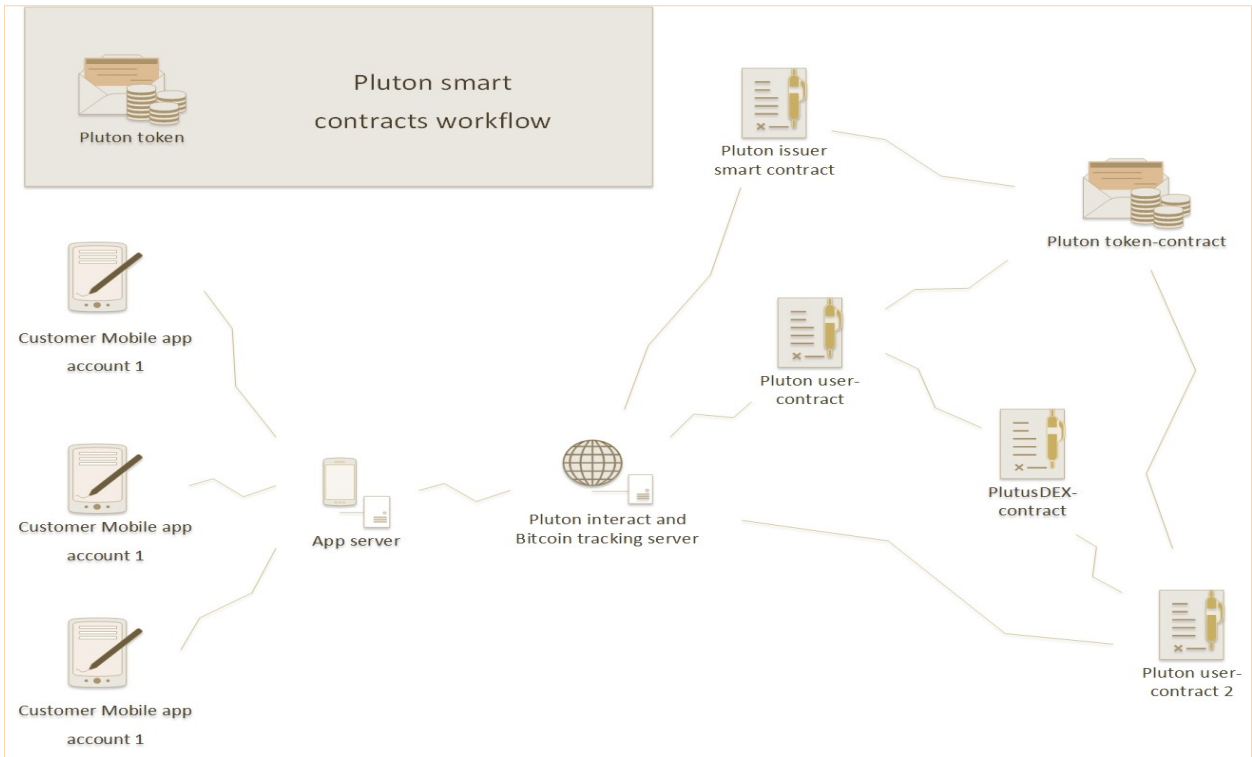 Pluton token
Pluton smart
contracts workflow
Pluton issuer
smart contract
Pluton token-contract
Customer Mobile app
account 1
Pluton user-
contract
Customer Mobile app
account 1
App server
Pluton interact and
Bitcoin tracking server
PlutusDEX-
contract
Customer Mobile app
account 1
Pluton user-
contract 2